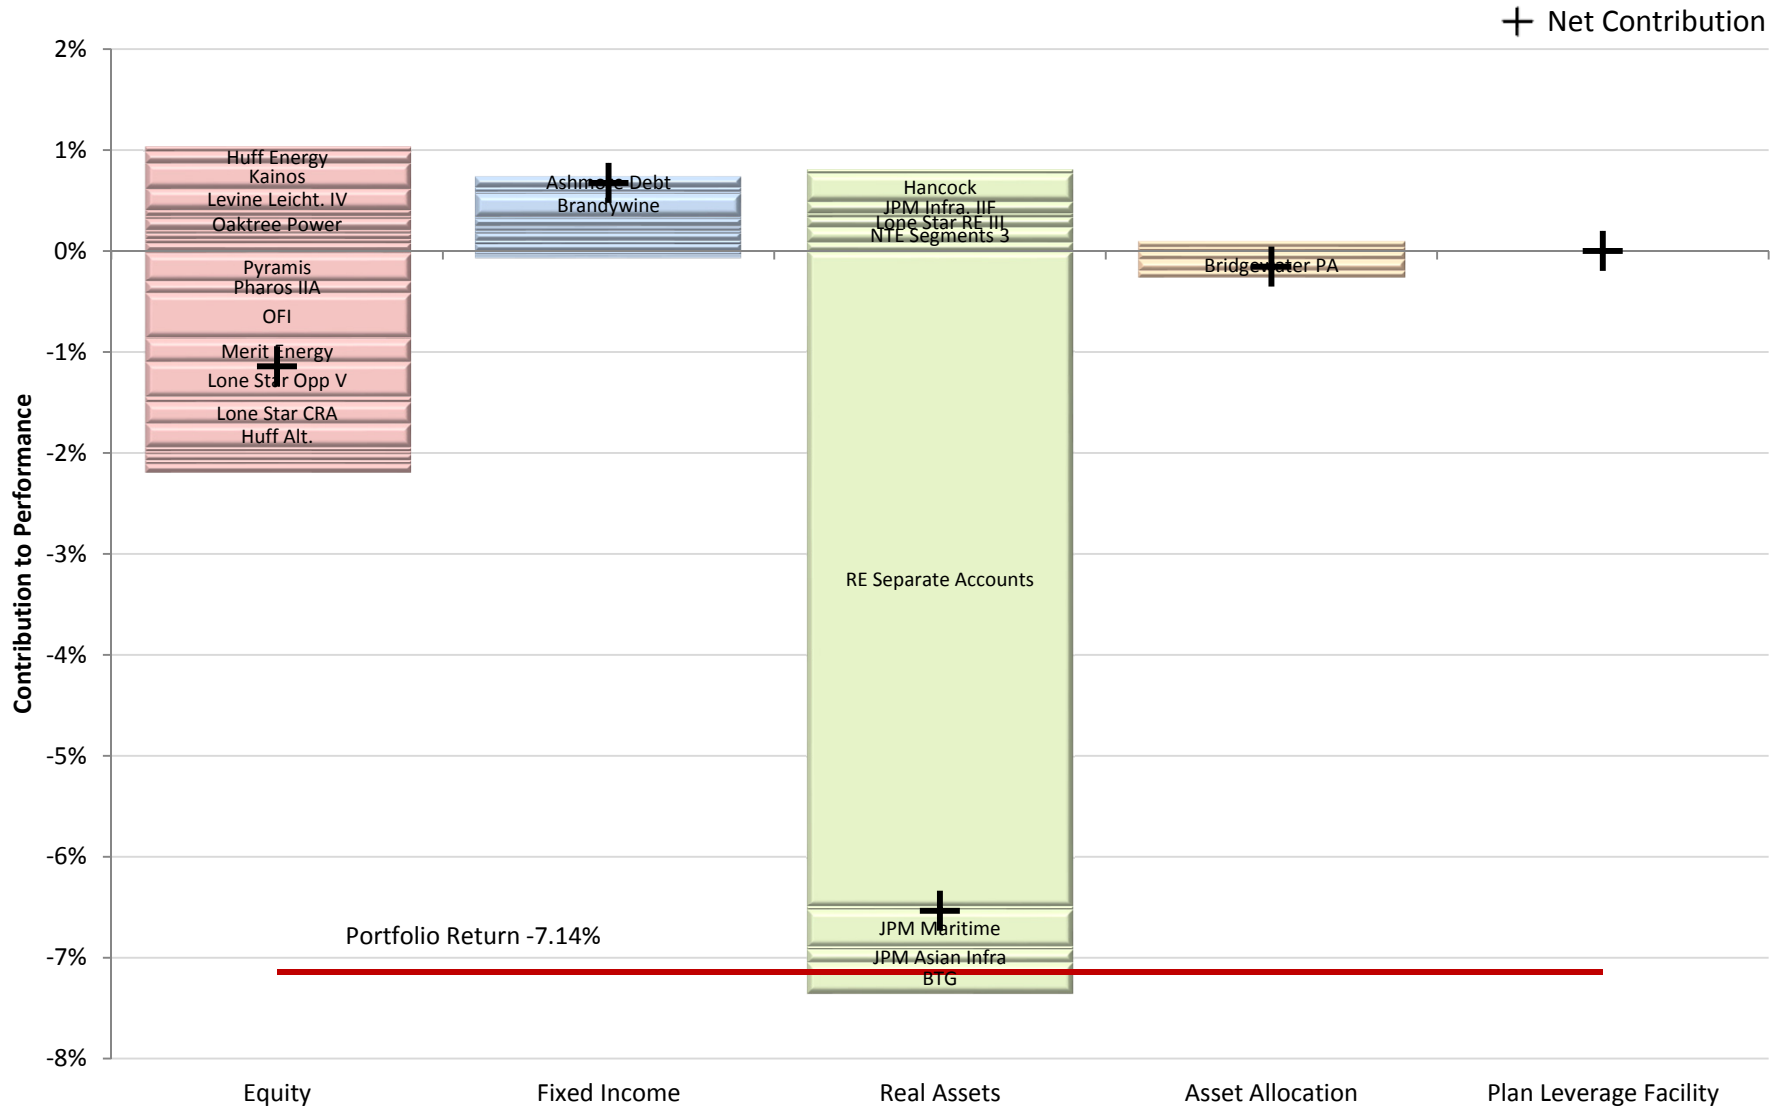 Net Contribution
2%
1%
0%
-1%
-2%
-3%
-4%
-5%
-6%
-7%
-8%
Contribution to Performance
Huff Energy
Kainos
Levine Leicht. IV
Oaktree Power
Pyramis
Pharos IIA
OFI
Merit Energy
Lone Star Opp V
Lone Star CRA
Huff Alt.
Ashmore Debt
Brandywine
Hancock
JPM Infra. IIF
Lone Star RE III
NTE Segments 3
RE Separate Accounts
JPM Maritime
JPM Asian Infra
BTG
Bridgewater PA
Portfolio Return -7.14%
Equity
Fixed Income
Real Assets
Asset Allocation
Plan Leverage Facility